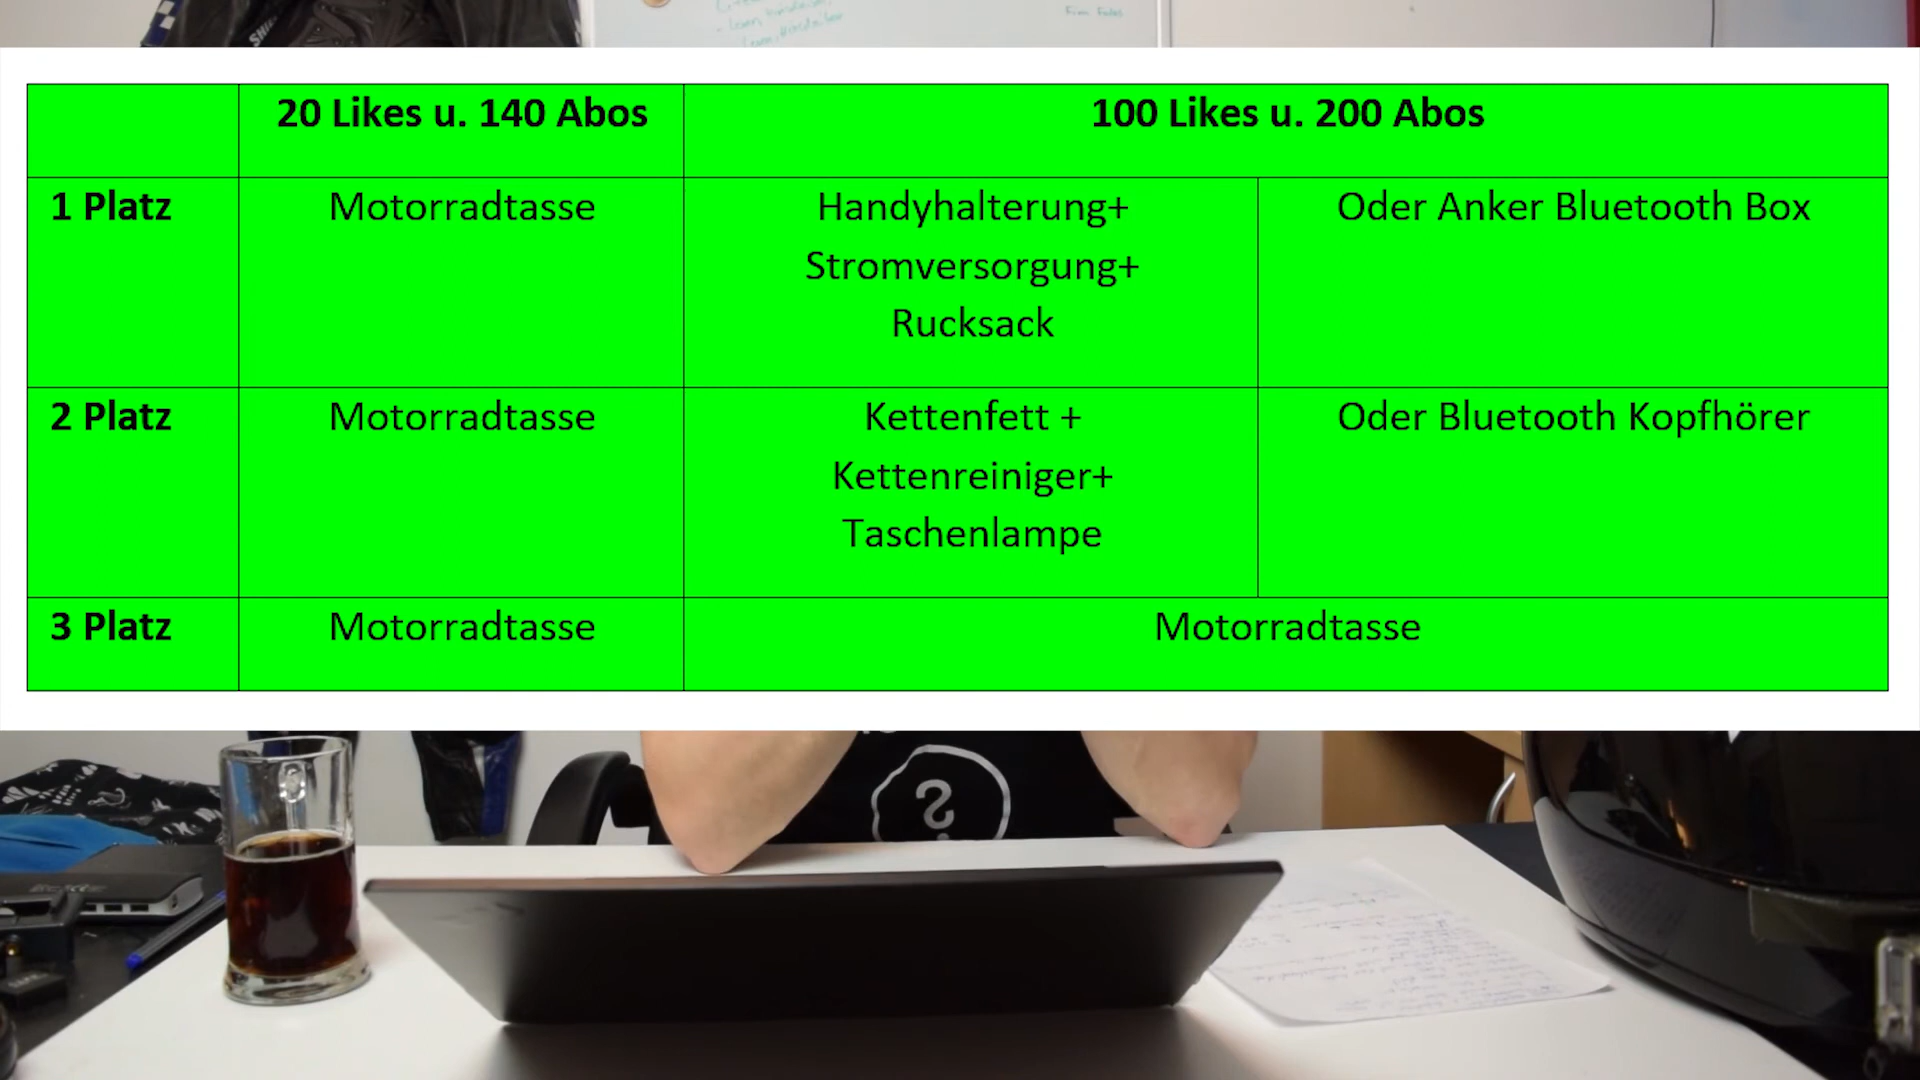 20 Likes u. 140 Abos
100 Likes u. 200 Abos
1 Platz
Motorradtasse
Handyhalterung+
Stromversorgung+
Rucksack
Oder Anker Bluetooth Box
2 Platz
Motorradtasse
Kettenfett +
Kettenreiniger+
Taschenlampe
Oder Bluetooth Kopfhörer
3 Platz
Motorradtasse
Motorradtasse
?